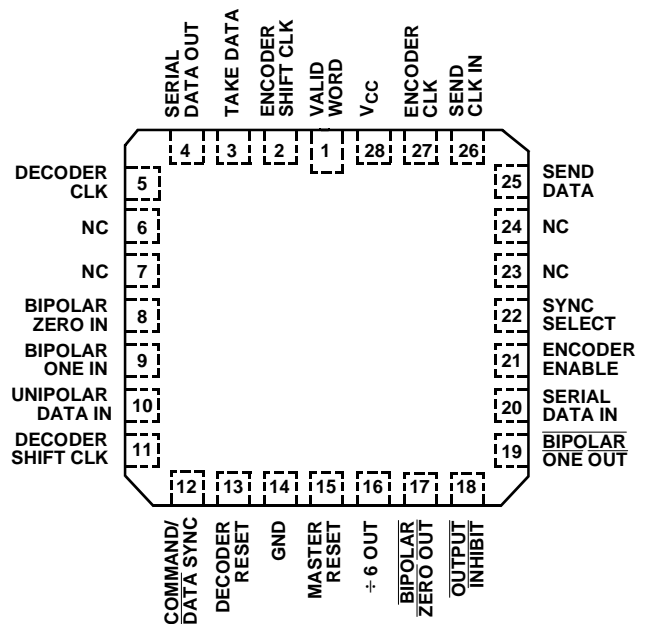 SERIAL
DATA OUT
TAKE DATA
ENCODER
SHIFT CLK
VALID
WORD
VCC
ENCODER
CLK
SEND
CLK IN
4
3
2
1
28
27
26
DECODER
CLK
5
NC
6
NC
7
BIPOLAR
ZERO IN
8
BIPOLAR
ONE IN
9
UNIPOLAR
DATA IN
10
DECODER
SHIFT CLK
11
25
SEND
DATA
24
NC
23
NC
22
SYNC
SELECT
21
ENCODER
ENABLE
20
SERIAL
DATA IN
19
BIPOLAR
ONE OUT
12
13
14
15
16
17
18
COMMAND/
DATA SYNC
DECODER
RESET
GND
MASTER
RESET
÷ 6 OUT
BIPOLAR
ZERO OUT
OUTPUT
INHIBIT